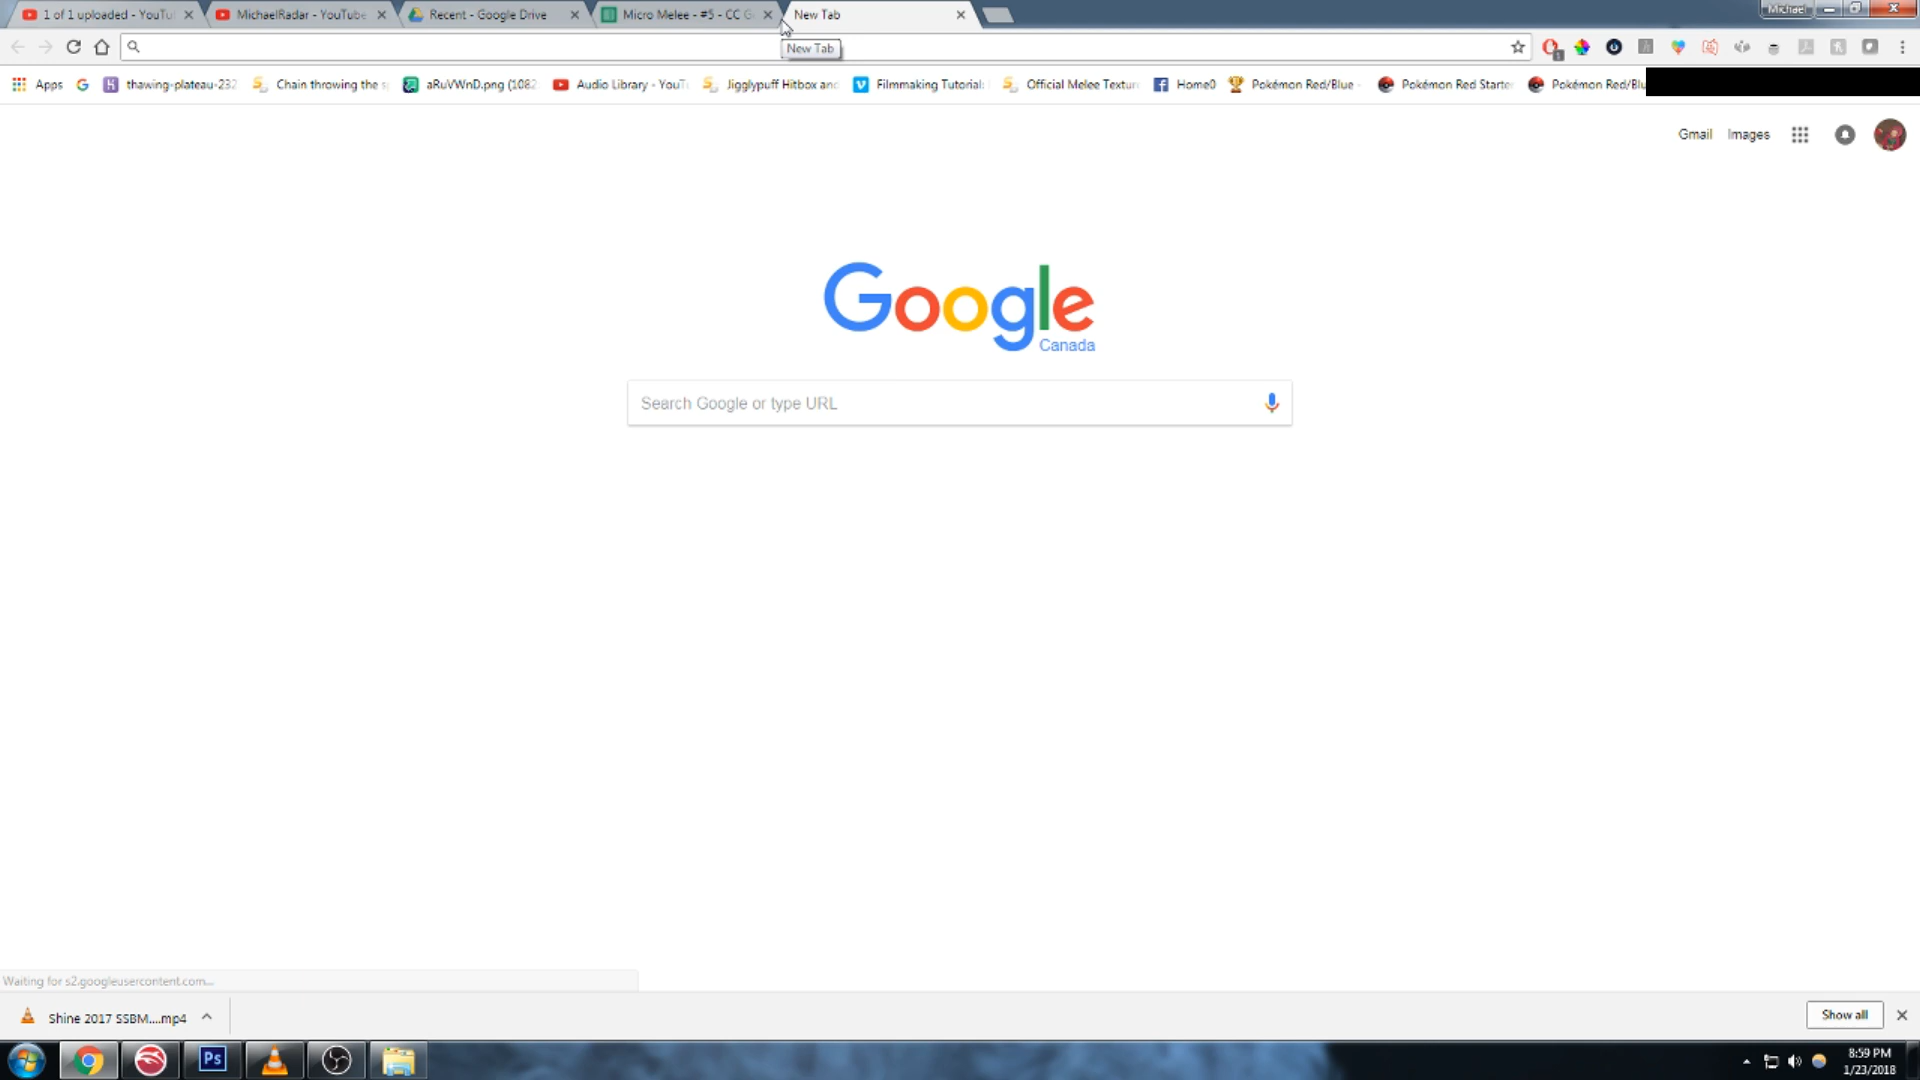 1 of 1 uploaded - YouTu
MichaelRadar - YouTube
Recent - Google Drive
Micro Melee - #5 - CC G
New Tab
Michael
New Tab
Apps
thawing-plateau-232
Chain throwing the s
aRuVWnD.png (1082
Audio Library - YouTu
Jigglypuff Hitbox and
Filmmaking Tutorial:
Official Melee Textur
Home0
Pokémon Red/Blue -
Pokémon Red Starte
Pokémon Red/Blu
Gmail
Images
Google
Canada
Search Google or type URL
Waiting for s2.googleusercontent.com...
Shine 2017 SSBM....mp4
Show all
Ps
8:59 PM
1/23/2018